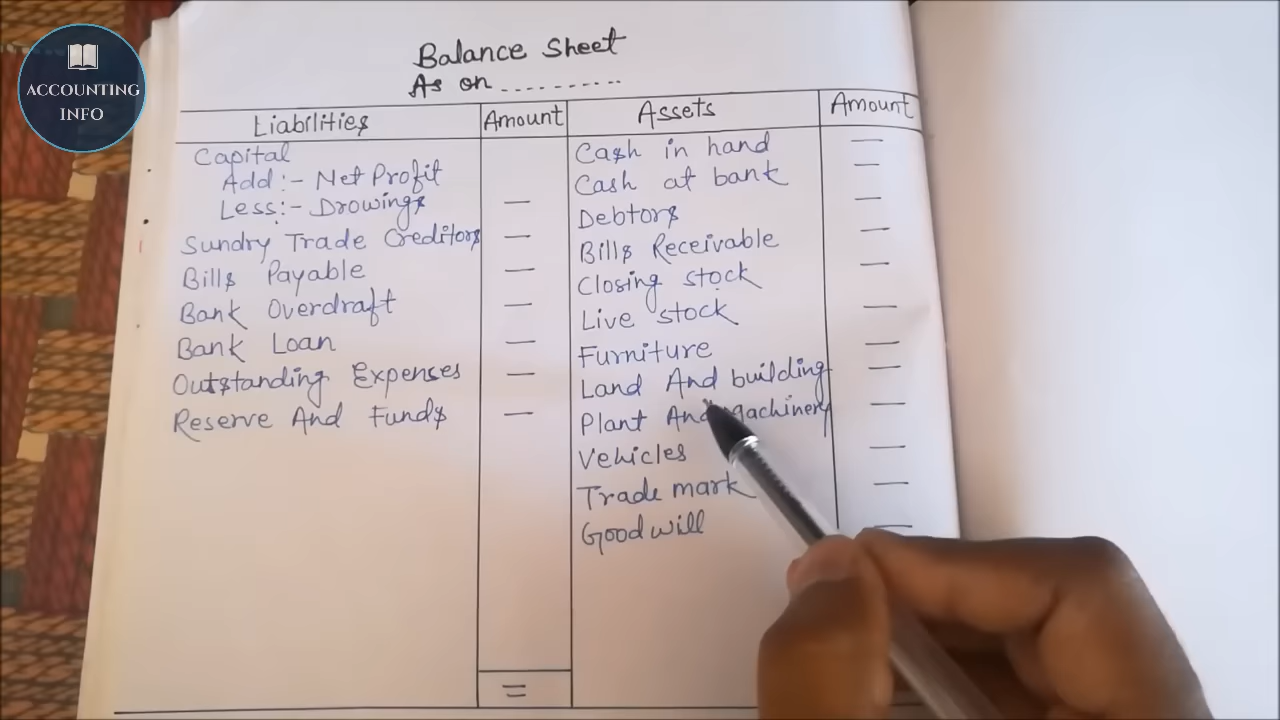 ACCOUNTING
INFO
Balance Sheet
As on ..........
Liabilities Amount Assets Amount
Capital
Add:- Net Profit
Less:- Drowings —
Sundry Trade Creditors —
Bills Payable —
Bank Overdraft —
Bank Loan —
Outstanding Expenses —
Reserve And Funds —
=
Cash in hand —
Cash at bank —
Debtors —
Bills Receivable —
Closing stock —
Live stock —
Furniture —
Land And building —
Plant And machinery —
Vehicles —
Trade mark —
Goodwill —